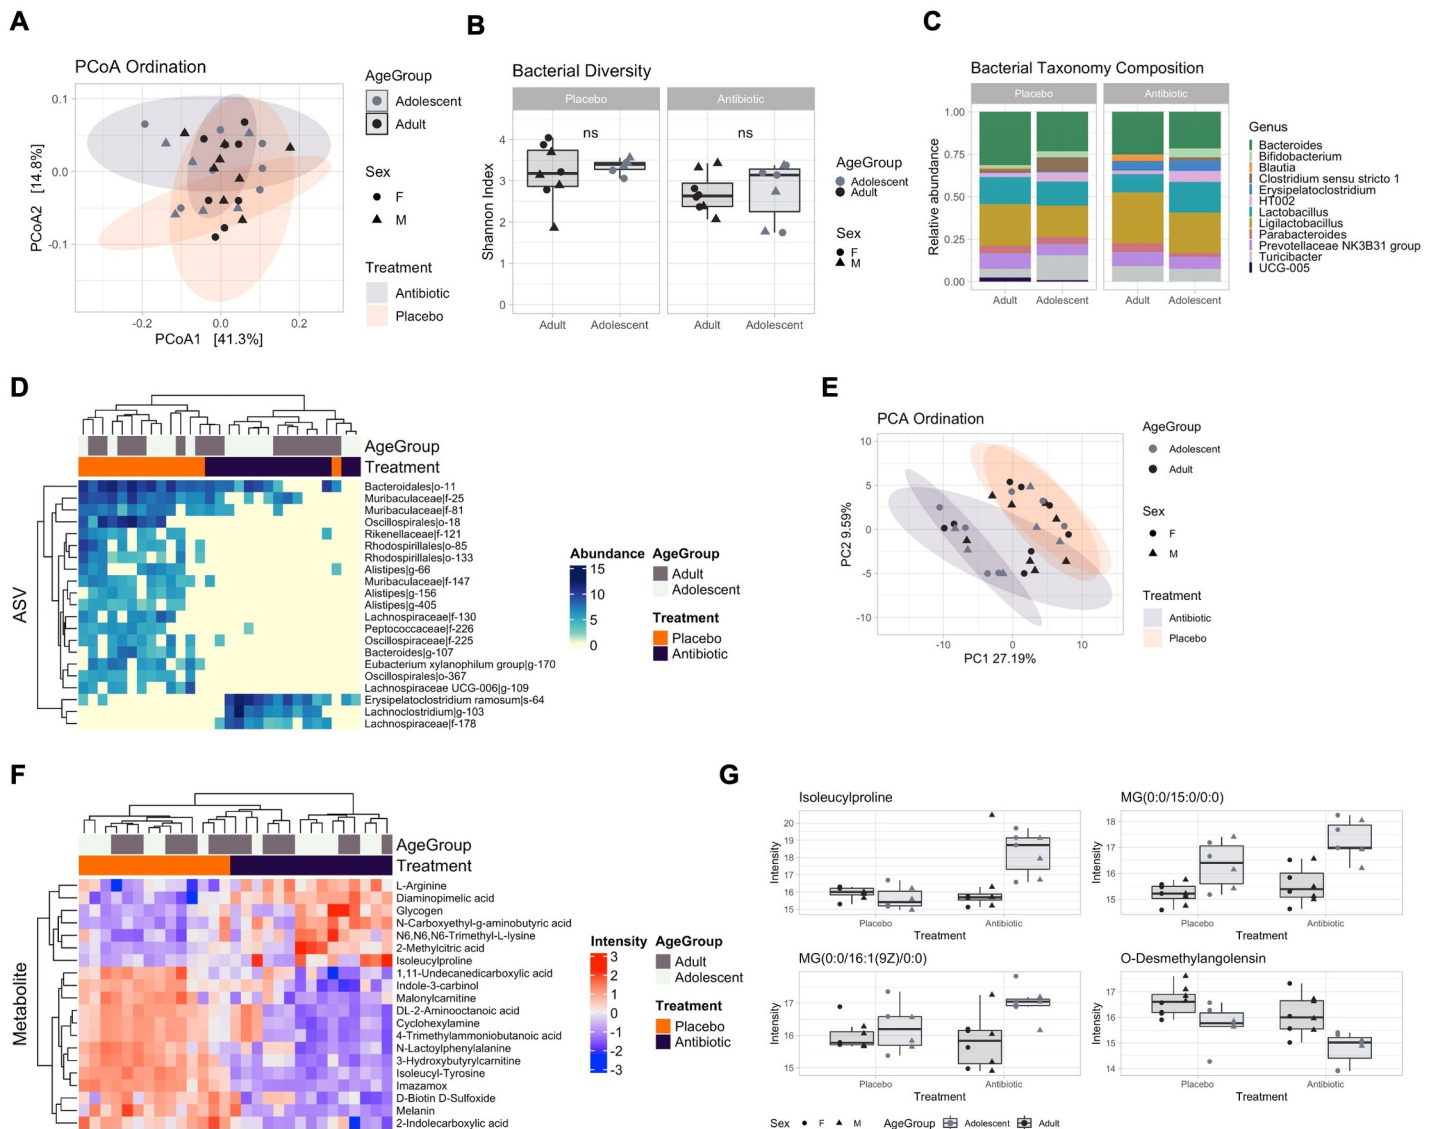 A
PCoA Ordination
0.1
0.0
-0.1
PCoA2 [14.8%]
-0.2
0.0
0.2
PCoA1 [41.3%]
AgeGroup
Adolescent
Adult
Sex
F
M
Treatment
Antibiotic
Placebo
B
Bacterial Diversity
Placebo
Antibiotic
ns
ns
4
3
2
1
0
Shannon Index
Adult
Adolescent
Adult
Adolescent
AgeGroup
Adolescent
Adult
Sex
F
M
C
Bacterial Taxonomy Composition
Placebo
Antibiotic
1.00
0.75
0.50
0.25
0.00
Relative abundance
Adult
Adolescent
Adult
Adolescent
Genus
Bacteroides
Bifidobacterium
Blautia
Clostridium sensu stricto 1
Erysipelatoclostridium
HT002
Lactobacillus
Ligilactobacillus
Parabacteroides
Prevotellaceae NK3B31 group
Turicibacter
UCG-005
D
AgeGroup
Treatment
Bacteroidales|o-11
Muribaculaceae|f-25
Muribaculaceae|f-81
Oscillospirales|o-18
Rikenellaceae|f-121
Rhodospirillales|o-85
Rhodospirillales|o-133
Alistipes|g-66
Muribaculaceae|f-147
Alistipes|g-156
Alistipes|g-405
Lachnospiraceae|f-130
Peptococcaceae|f-226
Oscillospiraceae|f-225
Bacteroides|g-107
Eubacterium xylanophilum group|g-170
Oscillospirales|o-367
Lachnospiraceae UCG-006|g-109
Erysipelatoclostridium ramosum|s-64
Lachnoclostridium|g-103
Lachnospiraceae|f-178
ASV
Abundance
15
10
5
0
AgeGroup
Adult
Adolescent
Treatment
Placebo
Antibiotic
E
PCA Ordination
10
5
0
-5
-10
PC2 9.59%
-10
0
10
PC1 27.19%
AgeGroup
Adolescent
Adult
Sex
F
M
Treatment
Antibiotic
Placebo
F
AgeGroup
Treatment
L-Arginine
Diaminopimelic acid
Glycogen
N-Carboxyethyl-g-aminobutyric acid
N6,N6,N6-Trimethyl-L-lysine
2-Methylcitric acid
Isoleucylproline
1,11-Undecanedicarboxylic acid
Indole-3-carbinol
Malonylcarnitine
DL-2-Aminooctanoic acid
Cyclohexylamine
4-Trimethylammoniobutanoic acid
N-Lactoylphenylalanine
3-Hydroxybutyrylcarnitine
Isoleucyl-Tyrosine
Imazamox
D-Biotin D-Sulfoxide
Melanin
2-Indolecarboxylic acid
Metabolite
Intensity
3
2
1
0
-1
-2
-3
AgeGroup
Adult
Adolescent
Treatment
Placebo
Antibiotic
G
Isoleucylproline
20
19
18
17
16
15
Intensity
Placebo
Antibiotic
Treatment
MG(0:0/15:0/0:0)
18
17
16
15
Intensity
Placebo
Antibiotic
Treatment
MG(0:0/16:1(9Z)/0:0)
17
16
15
Intensity
Placebo
Antibiotic
Treatment
O-Desmethylangolensin
17
16
15
14
Intensity
Placebo
Antibiotic
Treatment
Sex F M AgeGroup Adolescent Adult